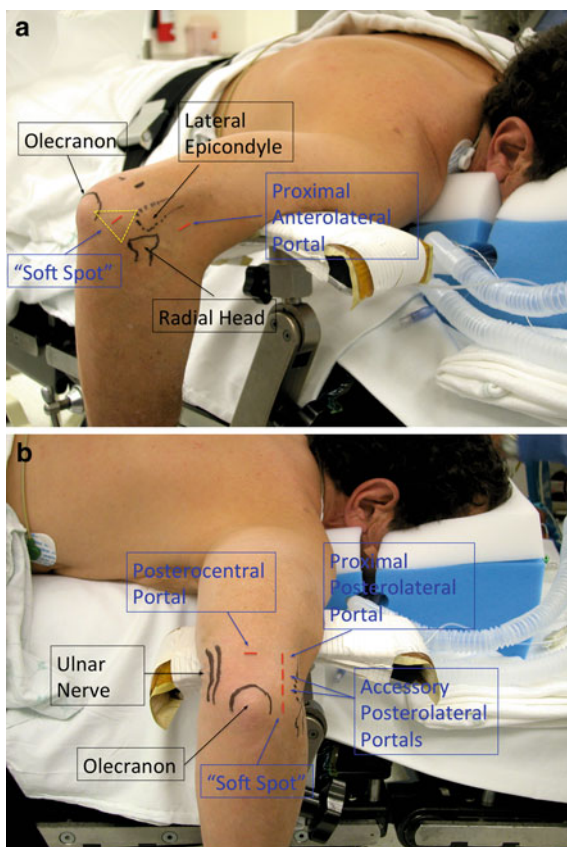 a
Olecranon
Lateral
Epicondyle
Proximal
Anterolateral
Portal
“Soft Spot”
Radial Head
b
Posterocentral
Portal
Proximal
Posterolateral
Portal
Ulnar
Nerve
Accessory
Posterolateral
Portals
Olecranon
“Soft Spot”